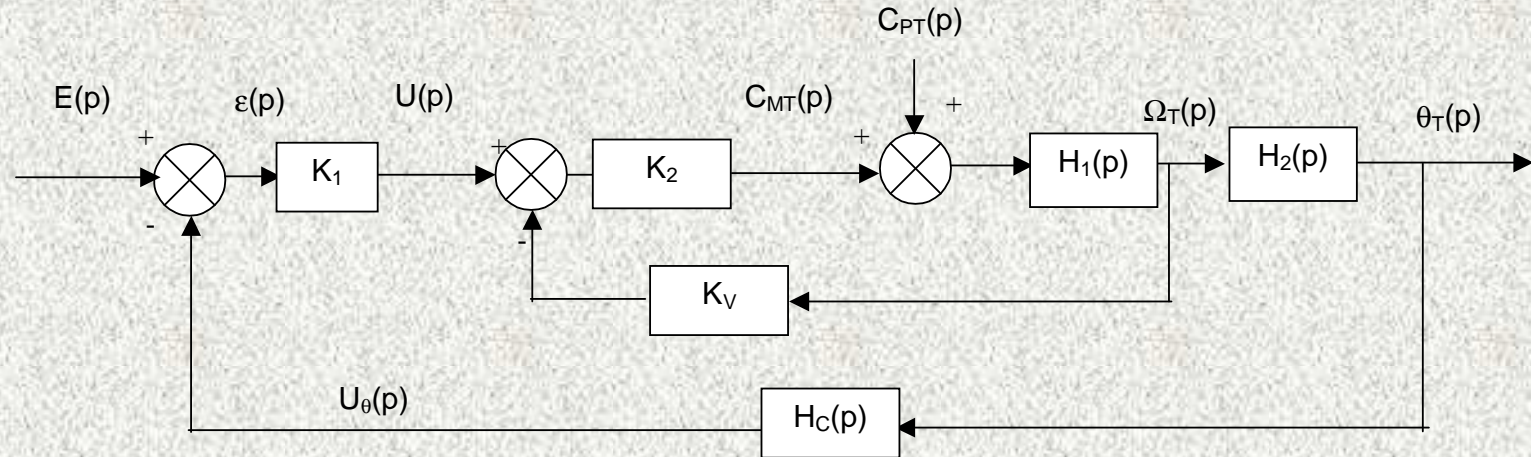 C_PT(p)
E(p) ε(p) U(p) C_MT(p) + Ω_T(p) θ_T(p)
+ + +
K_1 K_2 H_1(p) H_2(p)
- -
K_V
U_θ(p) H_C(p)